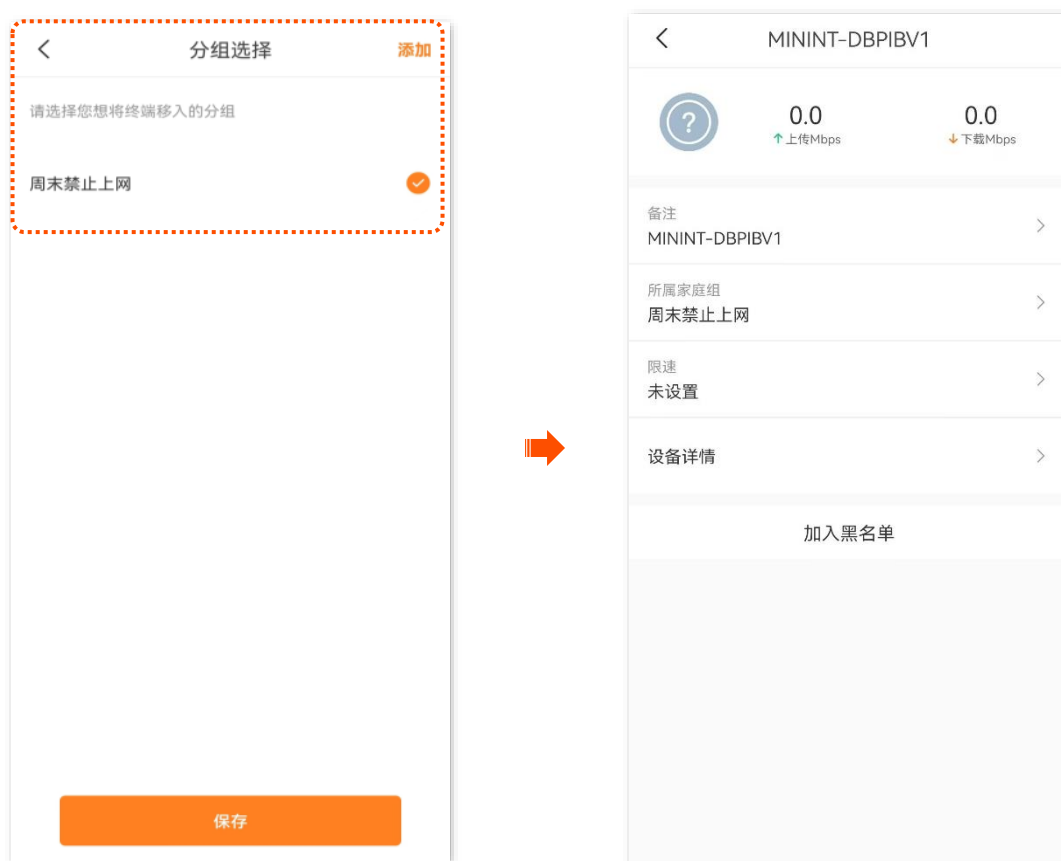 分组选择
添加
请选择您想将终端移入的分组
周末禁止上网
保存
MININT-DBPIBV1
?
0.0
0.0
上传Mbps
下载Mbps
备注
MININT-DBPIBV1
所属家庭组
周末禁止上网
限速
未设置
设备详情
加入黑名单